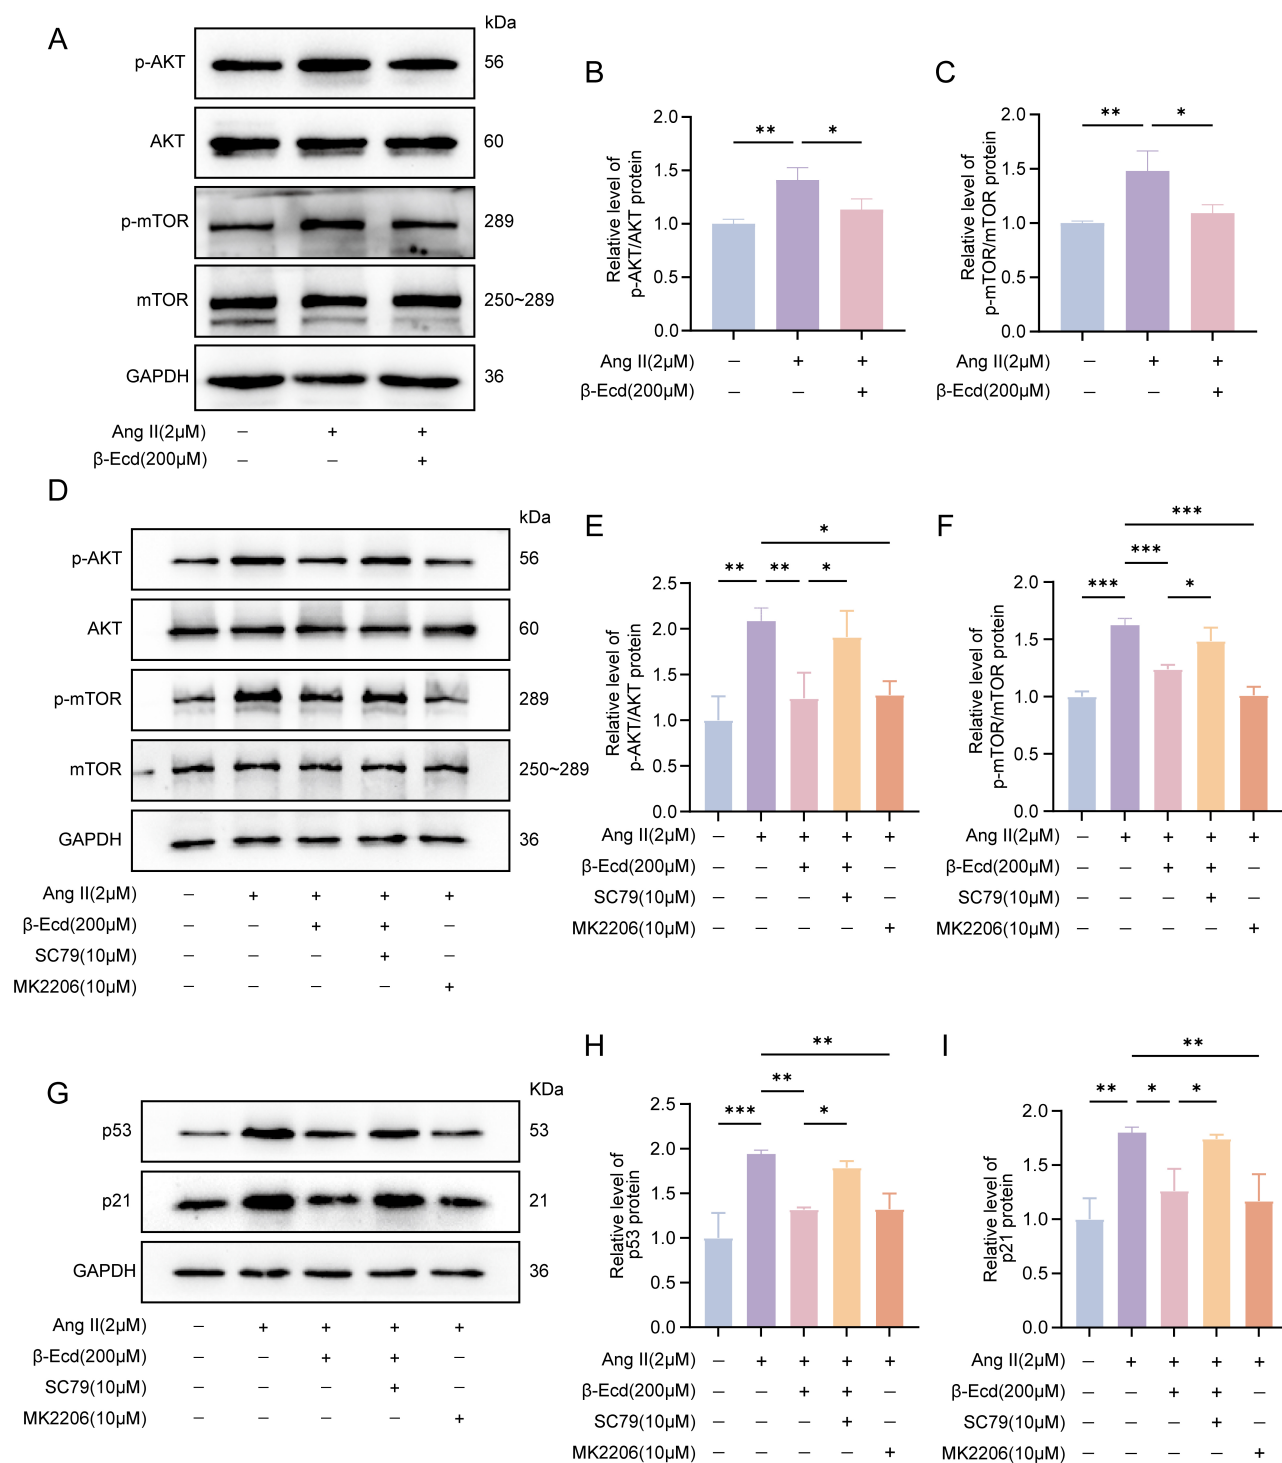 A
kDa
p-AKT
56
AKT
60
p-mTOR
289
mTOR
250~289
GAPDH
36
Ang II(2μM) – + +
β-Ecd(200μM) – – +
B
Relative level of
p-AKT/AKT protein
2.0
1.5
1.0
0.5
0.0
** *
Ang II(2μM) – + +
β-Ecd(200μM) – – +
C
Relative level of
p-mTOR/mTOR protein
2.0
1.5
1.0
0.5
0.0
** *
Ang II(2μM) – + +
β-Ecd(200μM) – – +
D
kDa
p-AKT
56
AKT
60
p-mTOR
289
mTOR
250~289
GAPDH
36
Ang II(2μM) – + + + +
β-Ecd(200μM) – – + + –
SC79(10μM) – – – + –
MK2206(10μM) – – – – +
E
Relative level of
p-AKT/AKT protein
2.5
2.0
1.5
1.0
0.5
0.0
*
** ** *
Ang II(2μM) – + + + +
β-Ecd(200μM) – – + + –
SC79(10μM) – – – + –
MK2206(10μM) – – – – +
F
Relative level of
p-mTOR/mTOR protein
2.0
1.5
1.0
0.5
0.0
***
***
*** *
Ang II(2μM) – + + + +
β-Ecd(200μM) – – + + –
SC79(10μM) – – – + –
MK2206(10μM) – – – – +
G
KDa
p53
53
p21
21
GAPDH
36
Ang II(2μM) – + + + +
β-Ecd(200μM) – – + + –
SC79(10μM) – – – + –
MK2206(10μM) – – – – +
H
Relative level of
p53 protein
2.5
2.0
1.5
1.0
0.5
0.0
**
**
*** *
Ang II(2μM) – + + + +
β-Ecd(200μM) – – + + –
SC79(10μM) – – – + –
MK2206(10μM) – – – – +
I
Relative level of
p21 protein
2.0
1.5
1.0
0.5
0.0
**
** * *
Ang II(2μM) – + + + +
β-Ecd(200μM) – – + + –
SC79(10μM) – – – + –
MK2206(10μM) – – – – +